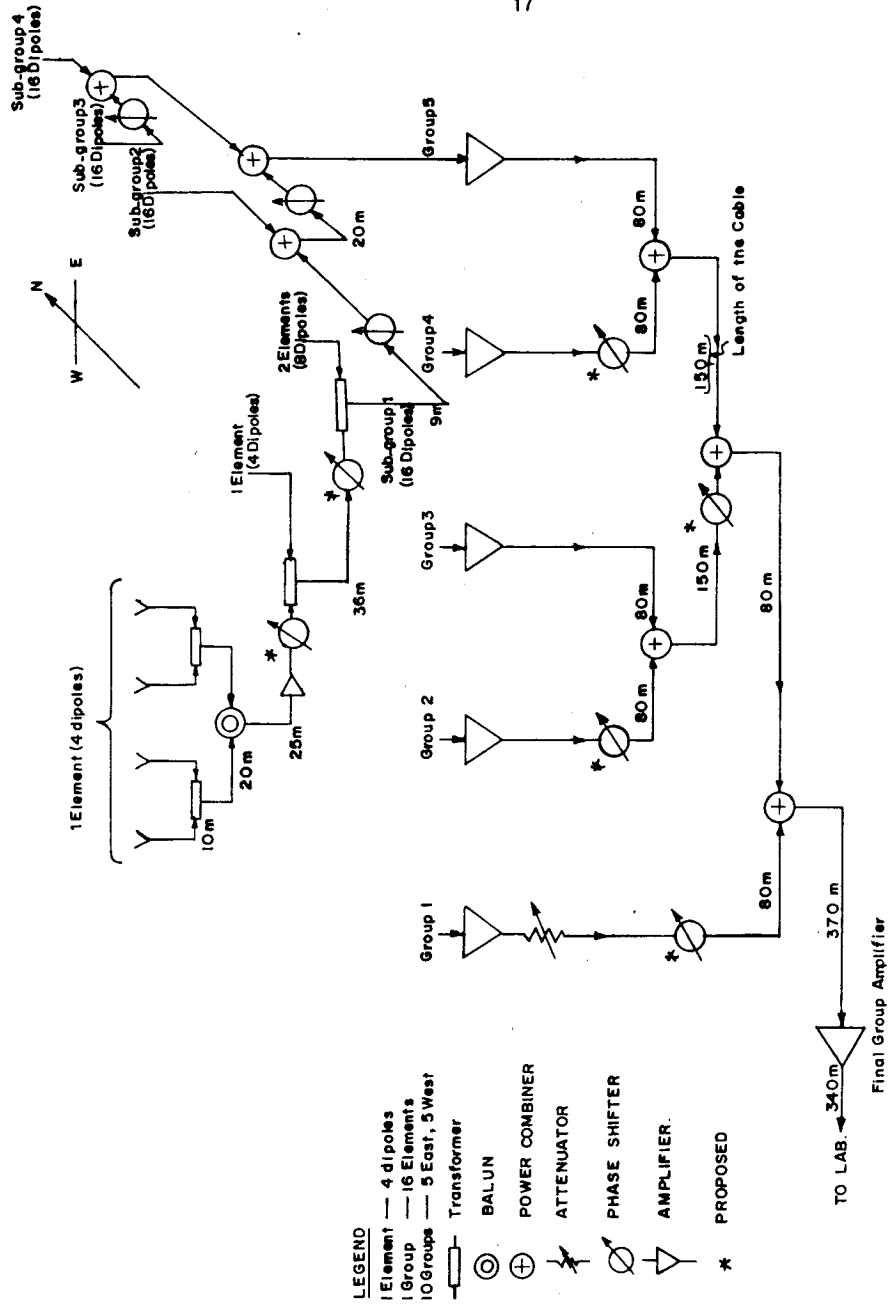 17
Sub-group4
(16 Dipoles)
Sub-group3
(16 Dipoles)
Sub-group2
(16 Dipoles)
N
W — E
20m
2 Elements
(8 Dipoles)
9m
Sub-group 1
(16 Dipoles)
1 Element
(4 Dipoles)
*
36m
*
25m
1 Element (4 dipoles)
20m
10m
Group 1
Group 2
Group3
Group4
Group5
*
*
*
80m
80m
80m
80m
150m
Length of the Cable
*
150m
80m
80m
370 m
340m
TO LAB.
Final Group Amplifier
LEGEND
1 Element — 4 dipoles
1 Group — 16 Elements
10 Groups — 5 East, 5 West
Transformer
BALUN
POWER COMBINER
ATTENUATOR
PHASE SHIFTER
AMPLIFIER.
* PROPOSED